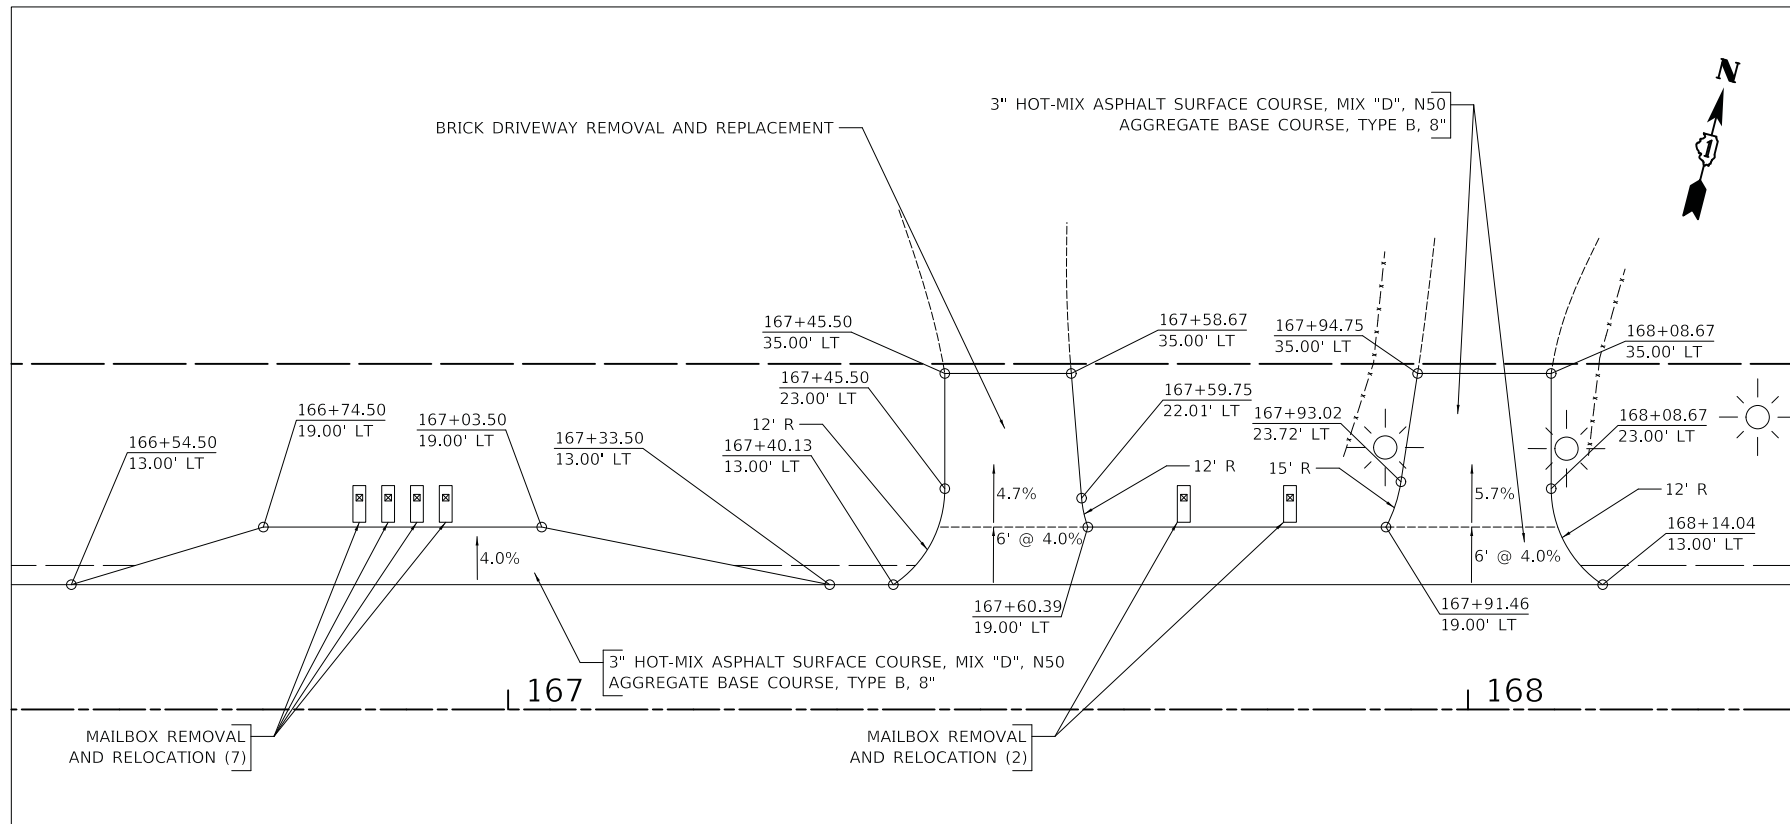 N
1
3" HOT-MIX ASPHALT SURFACE COURSE, MIX "D", N50
AGGREGATE BASE COURSE, TYPE B, 8"
BRICK DRIVEWAY REMOVAL AND REPLACEMENT
167+45.50
35.00' LT
167+58.67
35.00' LT
167+94.75
35.00' LT
168+08.67
35.00' LT
167+45.50
23.00' LT
167+59.75
22.01' LT
167+93.02
23.72' LT
168+08.67
23.00' LT
166+74.50
19.00' LT
167+03.50
19.00' LT
12' R
167+40.13
13.00' LT
166+54.50
13.00' LT
167+33.50
13.00' LT
12' R
15' R
4.7%
5.7%
12' R
6' @ 4.0%
6' @ 4.0%
4.0%
168+14.04
13.00' LT
167+60.39
19.00' LT
167+91.46
19.00' LT
3" HOT-MIX ASPHALT SURFACE COURSE, MIX "D", N50
AGGREGATE BASE COURSE, TYPE B, 8"
167
168
MAILBOX REMOVAL
AND RELOCATION (7)
MAILBOX REMOVAL
AND RELOCATION (2)